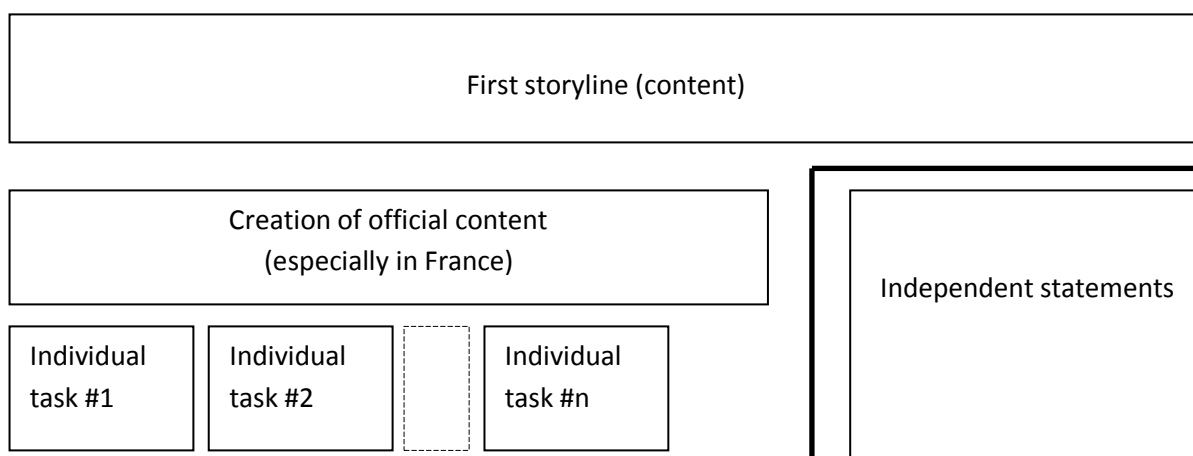 First storyline (content)
Creation of official content
(especially in France)
Independent statements
Individual
task #1
Individual
task #2
Individual
task #n